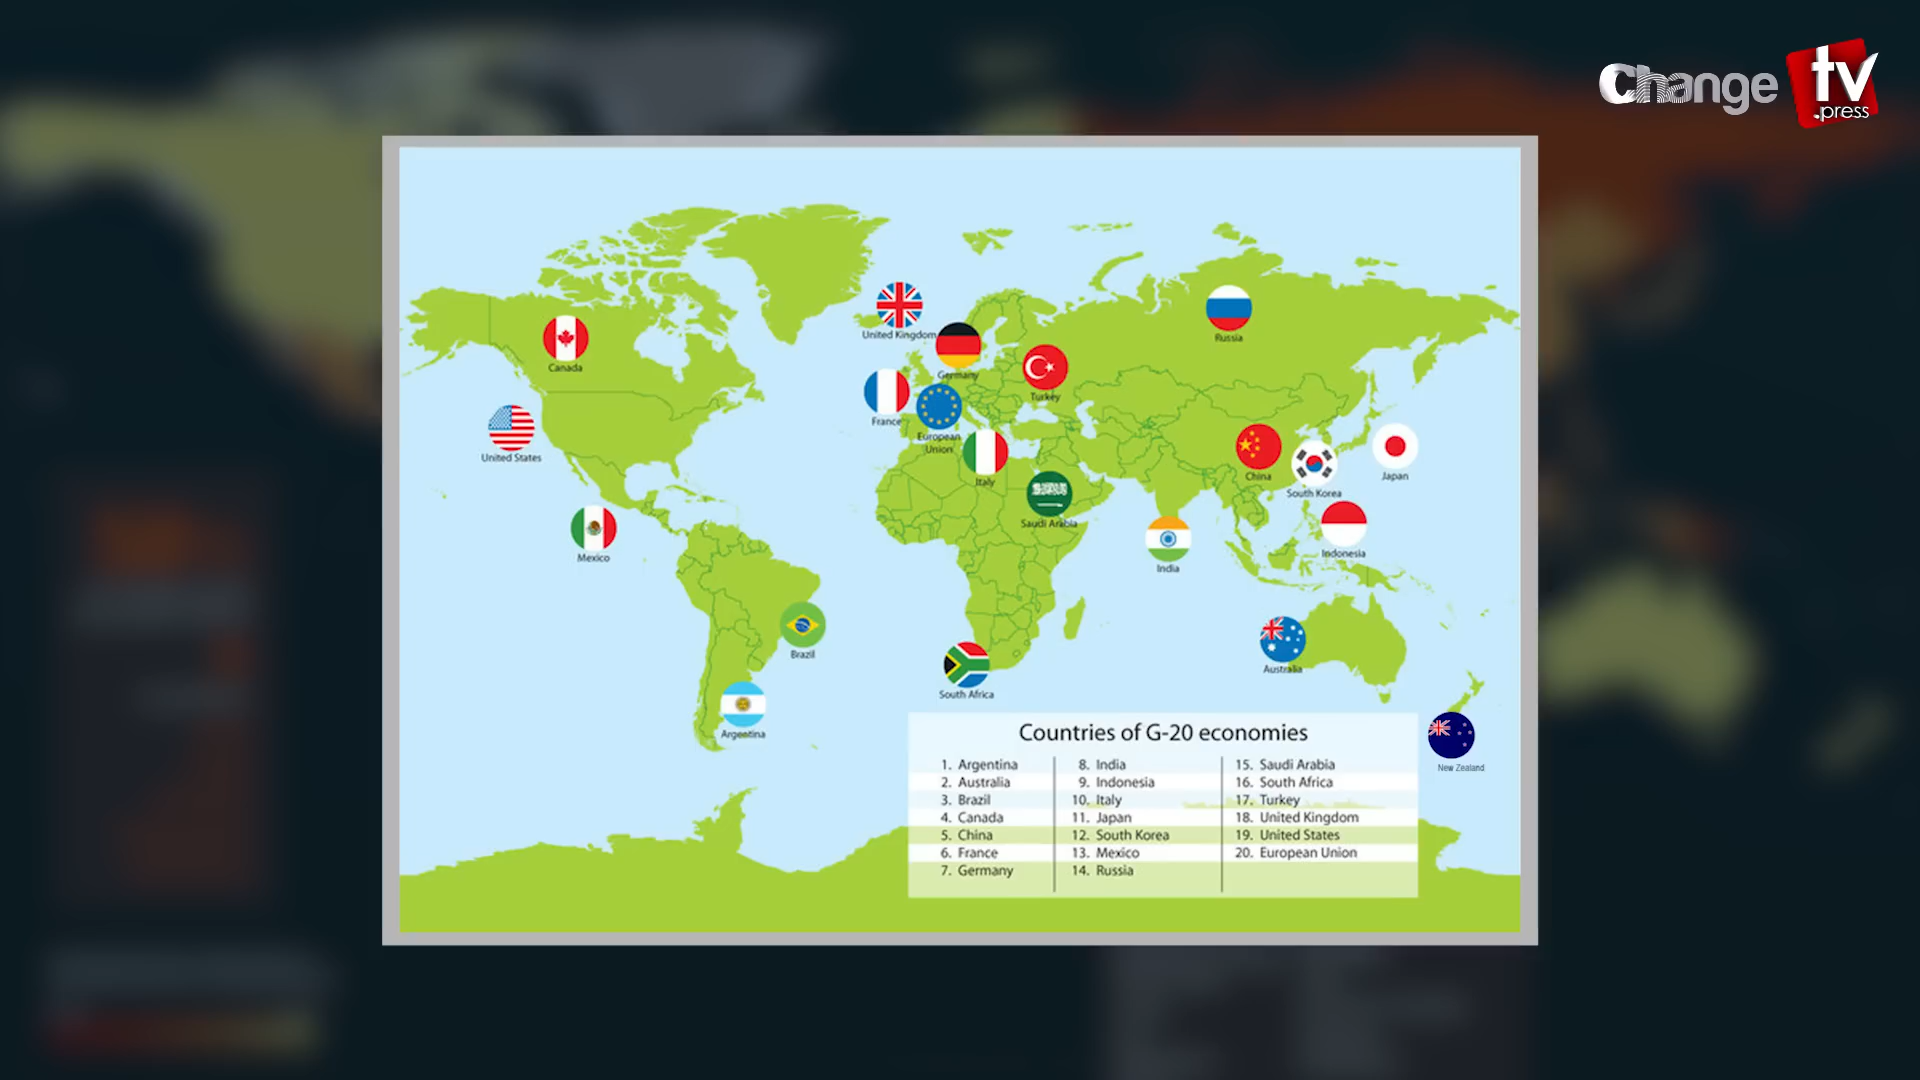 Change tv
.press
United Kingdom
Russia
Canada
Germany
Turkey
France
European
Union
United States
Italy
China
Japan
South Korea
Saudi Arabia
Indonesia
Mexico
India
Brazil
Australia
South Africa
Argentina
New Zealand
Countries of G-20 economies
1. Argentina
2. Australia
3. Brazil
4. Canada
5. China
6. France
7. Germany
8. India
9. Indonesia
10. Italy
11. Japan
12. South Korea
13. Mexico
14. Russia
15. Saudi Arabia
16. South Africa
17. Turkey
18. United Kingdom
19. United States
20. European Union